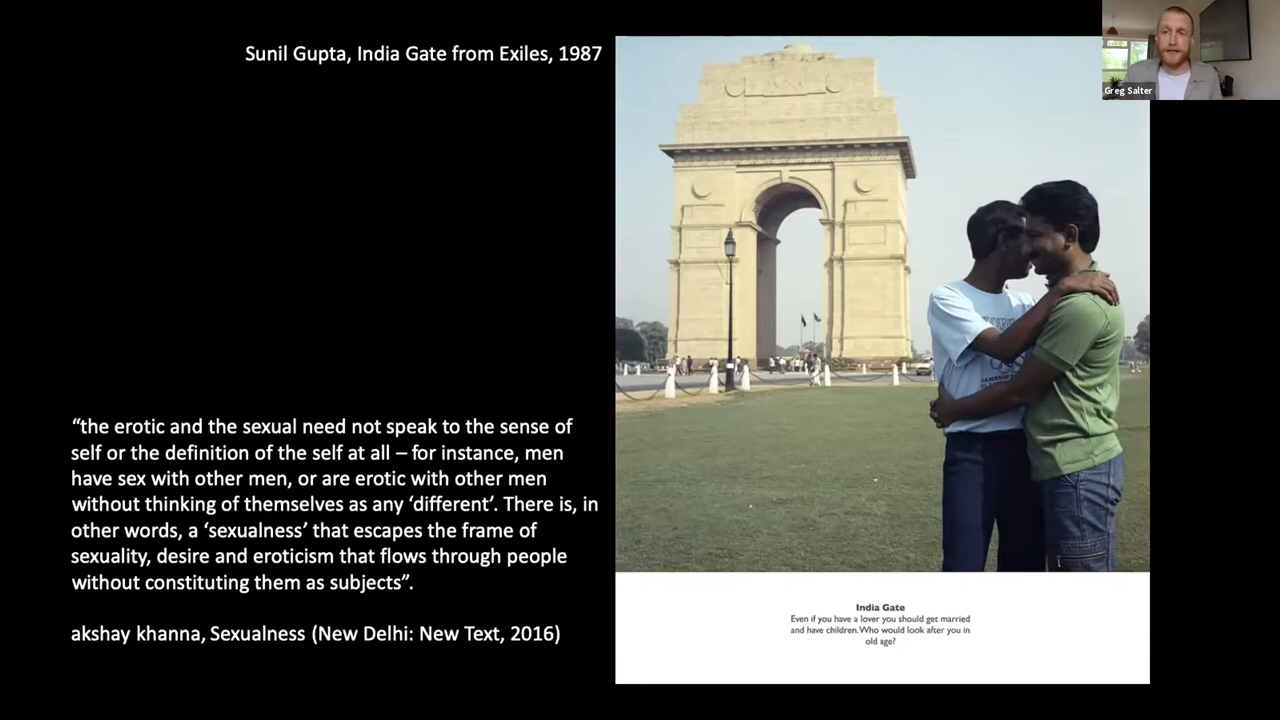 Sunil Gupta, India Gate from Exiles, 1987
Greg Salter
“the erotic and the sexual need not speak to the sense of
self or the definition of the self at all – for instance, men
have sex with other men, or are erotic with other men
without thinking of themselves as any ‘different’. There is, in
other words, a ‘sexualness’ that escapes the frame of
sexuality, desire and eroticism that flows through people
without constituting them as subjects”.
akshay khanna, Sexualness (New Delhi: New Text, 2016)
India Gate
Even if you have a lover you should get married
and have children. Who would look after you in
old age?